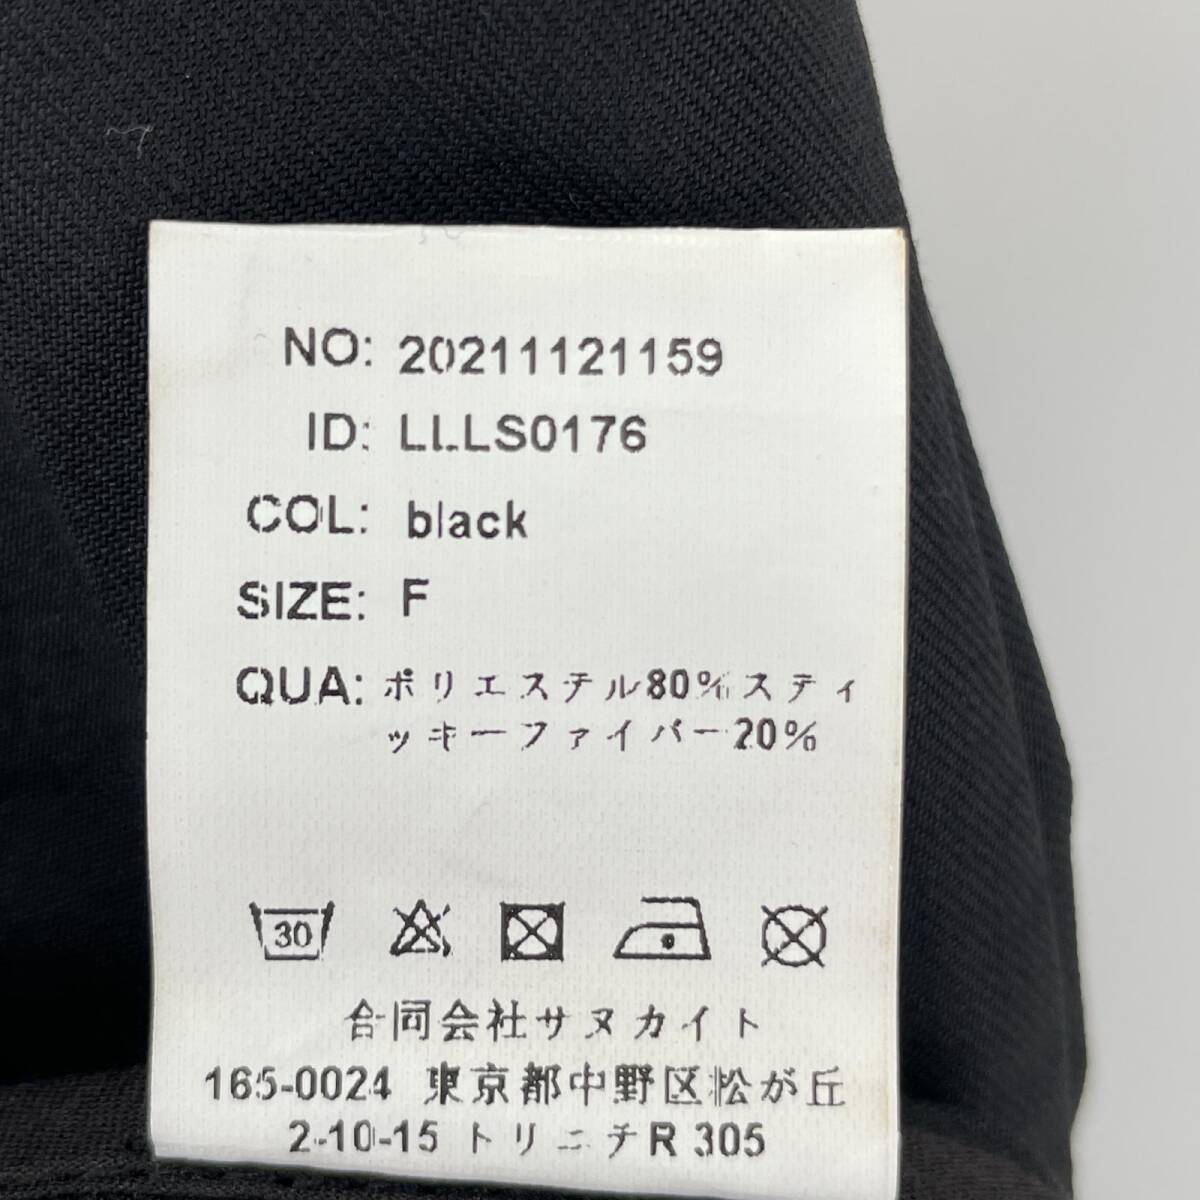 NO: 20211121159
ID: LLLS0176
COL: black
SIZE: F
QUA: ポリエステル80%スティ
ッキーファイバー20%
30
合同会社サヌカイト
165-0024 東京都中野区松が丘
2-10-15 トリニチR 305